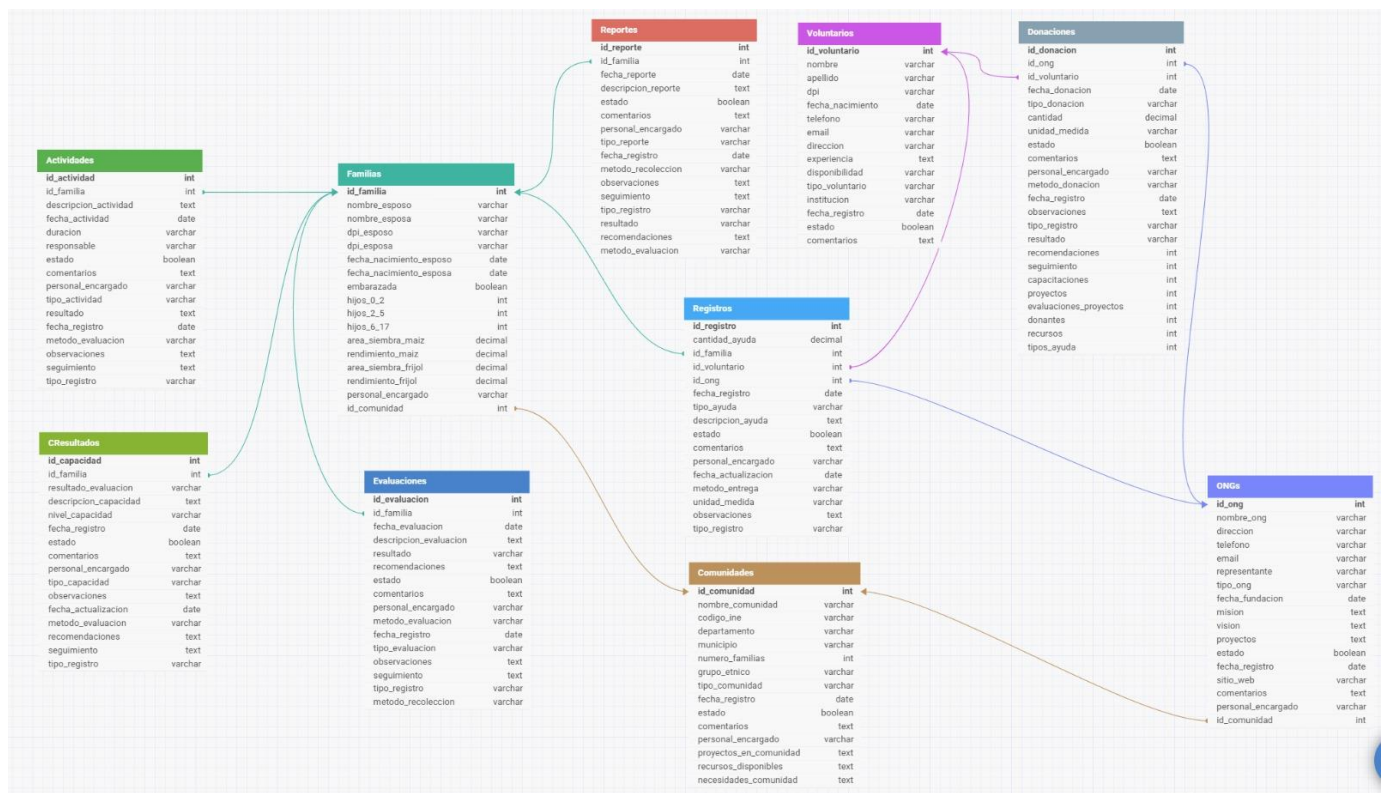 Reportes
id_reporte int
id_familia int
fecha_reporte date
descripcion_reporte text
estado boolean
comentarios text
personal_encargado varchar
tipo_reporte varchar
fecha_registro date
metodo_recoleccion varchar
observaciones text
seguimiento text
tipo_registro varchar
resultado varchar
recomendaciones text
metodo_evaluacion varchar
Voluntarios
id_voluntario int
nombre varchar
apellido varchar
dpi varchar
fecha_nacimiento date
telefono varchar
email varchar
direccion varchar
experiencia text
disponibilidad varchar
tipo_voluntario varchar
institucion varchar
fecha_registro date
estado boolean
comentarios text
Donaciones
id_donacion int
id_ong int
id_voluntario int
fecha_donacion date
tipo_donacion varchar
cantidad decimal
unidad_medida varchar
estado boolean
comentarios text
personal_encargado varchar
metodo_donacion varchar
fecha_registro date
observaciones text
tipo_registro varchar
resultado varchar
recomendaciones int
seguimiento int
capacitaciones int
proyectos int
evaluaciones_proyectos int
donantes int
recursos int
tipos_ayuda int
Actividades
id_actividad int
id_familia int
descripcion_actividad text
fecha_actividad date
duracion varchar
responsable varchar
estado boolean
comentarios text
personal_encargado varchar
tipo_actividad varchar
resultado text
fecha_registro date
metodo_evaluacion varchar
observaciones text
seguimiento text
tipo_registro varchar
Familias
id_familia int
nombre_esposo varchar
nombre_esposa varchar
dpi_esposo varchar
dpi_esposa varchar
fecha_nacimiento_esposo date
fecha_nacimiento_esposa date
embarazada boolean
hijos_0_2 int
hijos_2_5 int
hijos_6_17 int
area_siembra_maiz decimal
rendimiento_maiz decimal
area_siembra_frijol decimal
rendimiento_frijol decimal
personal_encargado varchar
id_comunidad int
Registros
id_registro int
cantidad_ayuda decimal
id_familia int
id_voluntario int
id_ong int
fecha_registro date
tipo_ayuda varchar
descripcion_ayuda text
estado boolean
comentarios text
personal_encargado varchar
fecha_actualizacion date
metodo_entrega varchar
unidad_medida varchar
observaciones text
tipo_registro varchar
CResultados
id_capacidad int
id_familia int
resultado_evaluacion varchar
descripcion_capacidad text
nivel_capacidad varchar
fecha_registro date
estado boolean
comentarios text
personal_encargado varchar
tipo_capacidad varchar
observaciones text
fecha_actualizacion date
metodo_evaluacion varchar
recomendaciones text
seguimiento text
tipo_registro varchar
Evaluaciones
id_evaluacion int
id_familia int
fecha_evaluacion date
descripcion_evaluacion text
resultado varchar
recomendaciones text
estado boolean
comentarios text
personal_encargado varchar
metodo_evaluacion varchar
fecha_registro date
tipo_evaluacion varchar
observaciones text
seguimiento text
tipo_registro varchar
metodo_recoleccion varchar
Comunidades
id_comunidad int
nombre_comunidad varchar
codigo_ine varchar
departamento varchar
municipio varchar
numero_familias int
grupo_etnico varchar
tipo_comunidad varchar
fecha_registro date
estado boolean
comentarios text
personal_encargado varchar
proyectos_en_comunidad text
recursos_disponibles text
necesidades_comunidad text
ONGs
id_ong int
nombre_ong varchar
direccion varchar
telefono varchar
email varchar
representante varchar
tipo_ong varchar
fecha_fundacion date
mision text
vision text
proyectos text
estado boolean
fecha_registro date
sitio_web varchar
comentarios text
personal_encargado varchar
id_comunidad int